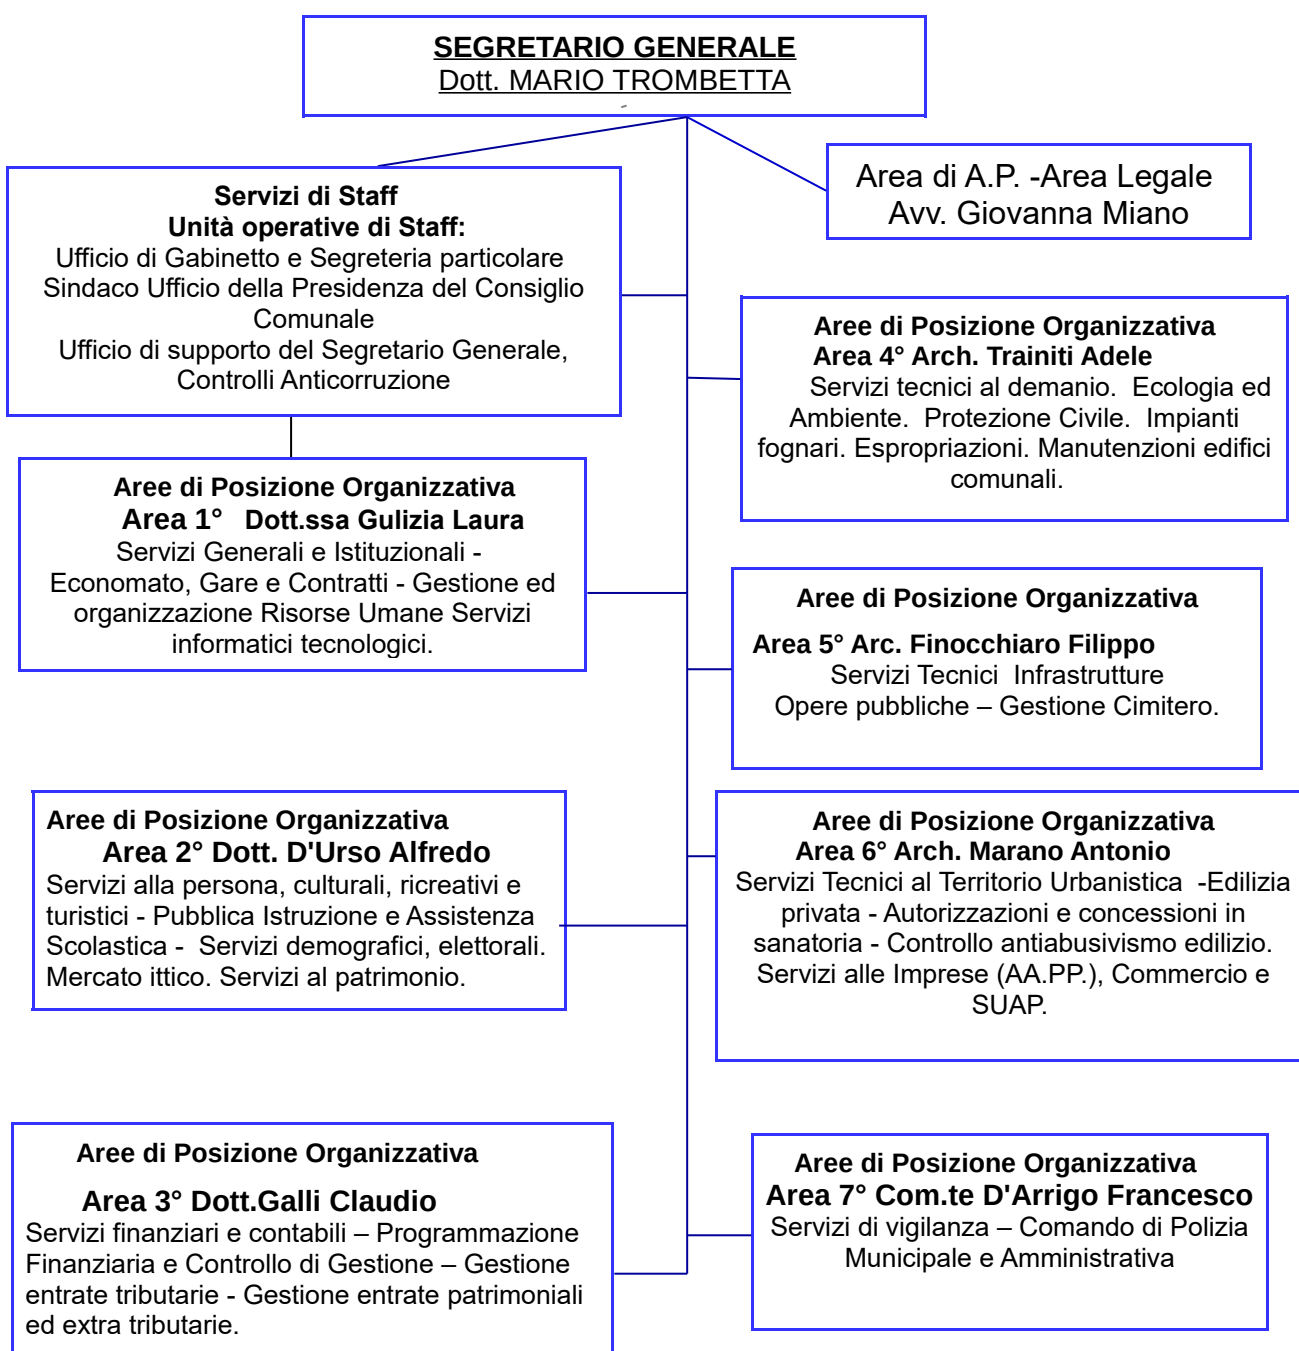 SEGRETARIO GENERALE
Dott. MARIO TROMBETTA
Area di A.P. -Area Legale
Avv. Giovanna Miano
Servizi di Staff
Unità operative di Staff:
Ufficio di Gabinetto e Segreteria particolare
Sindaco Ufficio della Presidenza del Consiglio
Comunale
Ufficio di supporto del Segretario Generale,
Controlli Anticorruzione
Aree di Posizione Organizzativa
Area 4° Arch. Trainiti Adele
Servizi tecnici al demanio. Ecologia ed
Ambiente. Protezione Civile. Impianti
fognari. Espropriazioni. Manutenzioni edifici
comunali.
Aree di Posizione Organizzativa
Area 1° Dott.ssa Gulizia Laura
Servizi Generali e Istituzionali -
Economato, Gare e Contratti - Gestione ed
organizzazione Risorse Umane Servizi
informatici tecnologici.
Aree di Posizione Organizzativa
Area 5° Arc. Finocchiaro Filippo
Servizi Tecnici Infrastrutture
Opere pubbliche – Gestione Cimitero.
Aree di Posizione Organizzativa
Area 2° Dott. D'Urso Alfredo
Servizi alla persona, culturali, ricreativi e
turistici - Pubblica Istruzione e Assistenza
Scolastica - Servizi demografici, elettorali.
Mercato ittico. Servizi al patrimonio.
Aree di Posizione Organizzativa
Area 6° Arch. Marano Antonio
Servizi Tecnici al Territorio Urbanistica -Edilizia
privata - Autorizzazioni e concessioni in
sanatoria - Controllo antiabusivismo edilizio.
Servizi alle Imprese (AA.PP.), Commercio e
SUAP.
Aree di Posizione Organizzativa
Area 3° Dott.Galli Claudio
Servizi finanziari e contabili – Programmazione
Finanziaria e Controllo di Gestione – Gestione
entrate tributarie - Gestione entrate patrimoniali
ed extra tributarie.
Aree di Posizione Organizzativa
Area 7° Com.te D'Arrigo Francesco
Servizi di vigilanza – Comando di Polizia
Municipale e Amministrativa